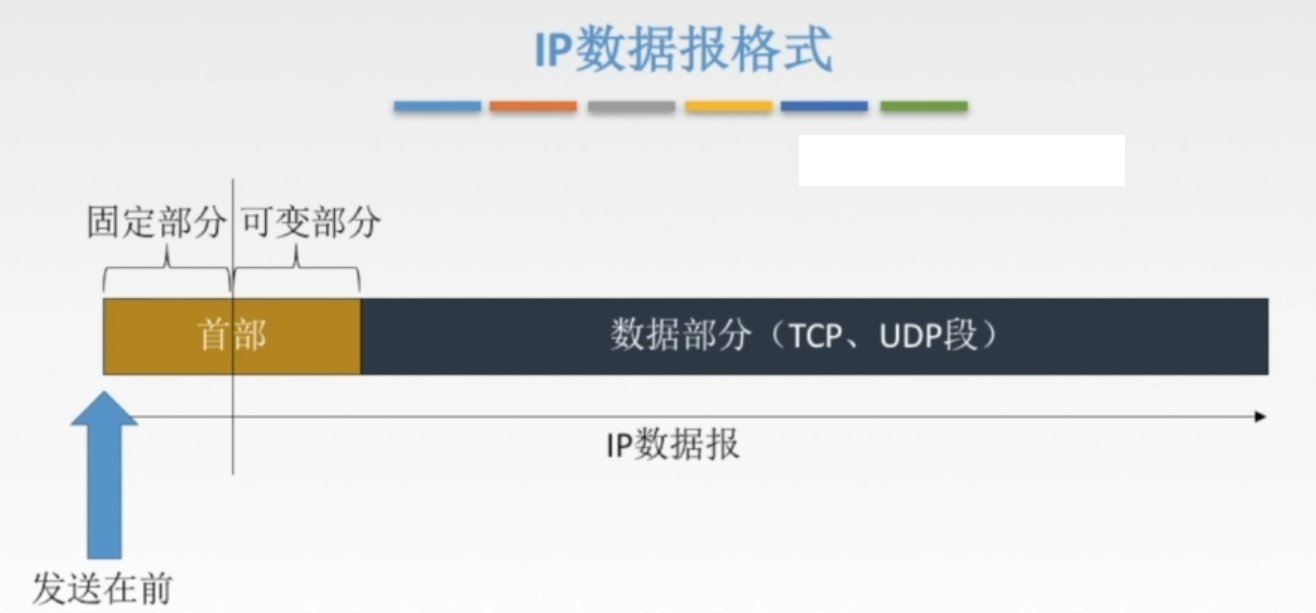 IP数据报格式
固定部分 可变部分
首部 数据部分（TCP、UDP段）
IP数据报
发送在前